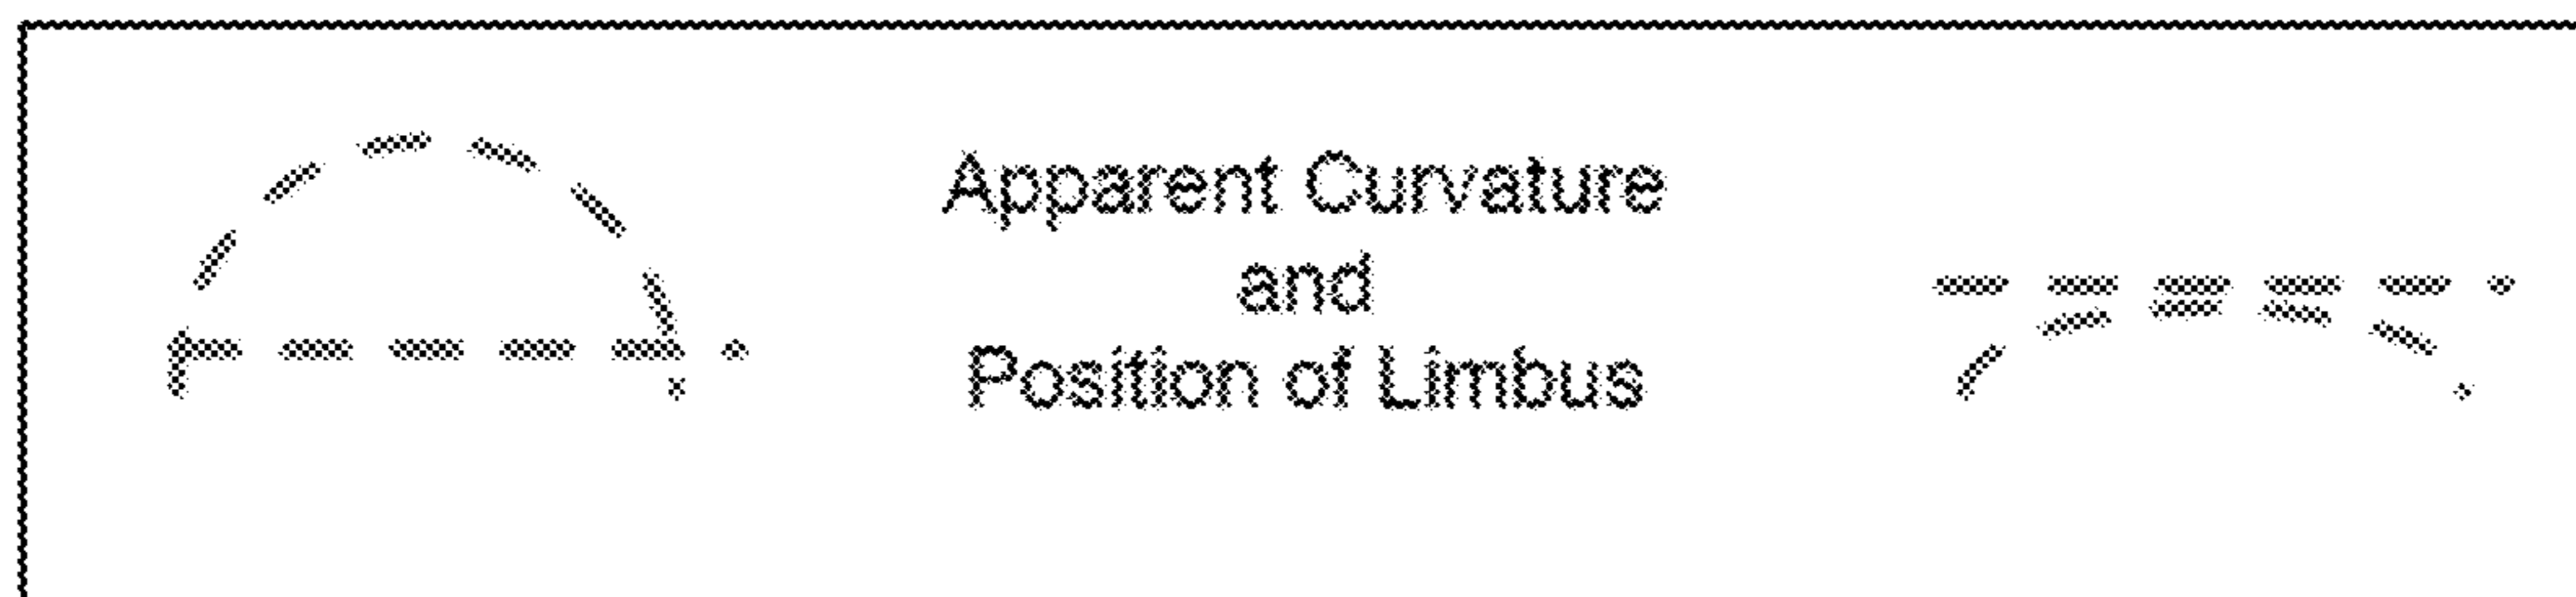 Apparent Curvature
and
Position of Limbus